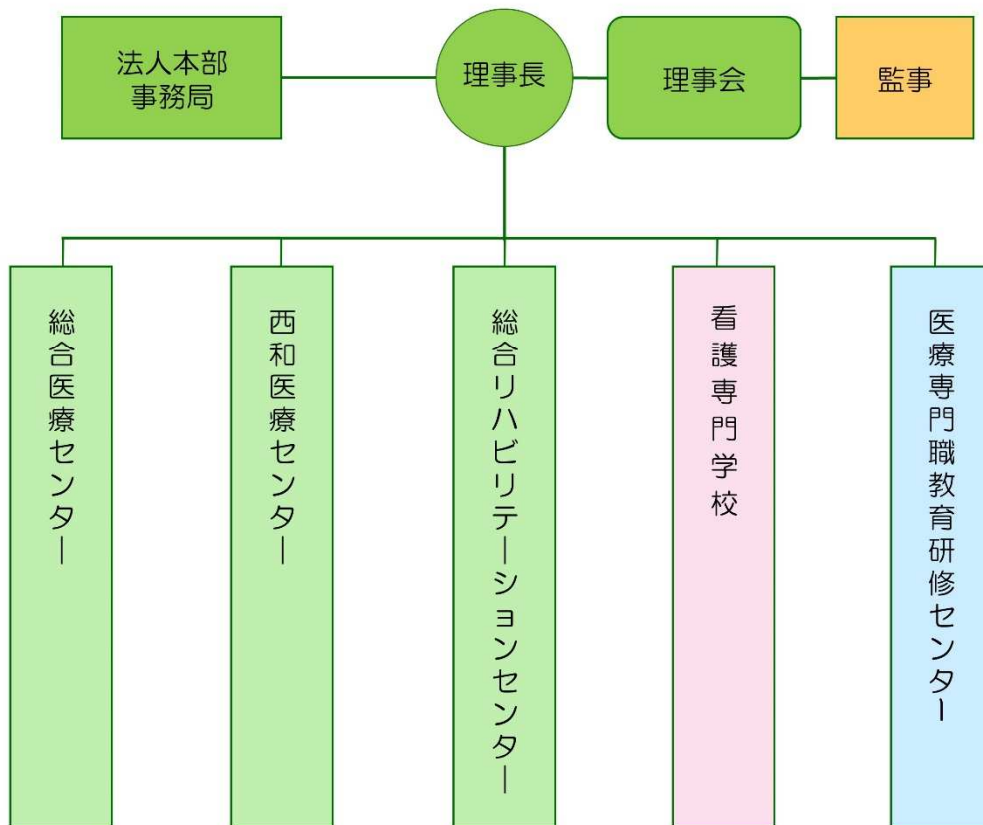 法人本部
事務局
理事長
理事会
監事
総合医療センター
西和医療センター
総合リハビリテーションセンター
看護専門学校
医療専門職教育研修センター